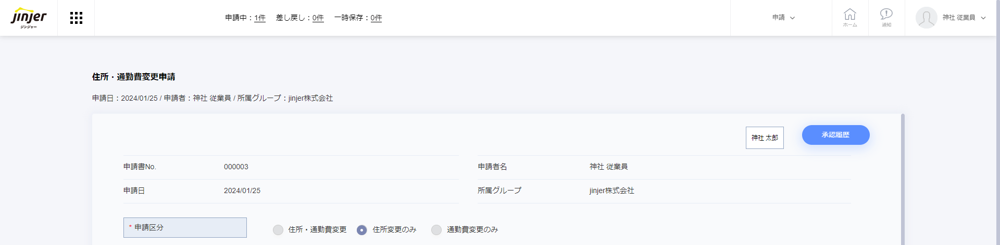 jinjer
ジンジャー
申請中：1件 差し戻し：0件 一時保存：0件
申請
ホーム
通知
神社 従業員
住所・通勤費変更申請
申請日：2024/01/25 / 申請者：神社 従業員 / 所属グループ：jinjer株式会社
神社 太郎
承認履歴
申請書No. 000003 申請者名 神社 従業員
申請日 2024/01/25 所属グループ jinjer株式会社
* 申請区分 住所・通勤費変更 住所変更のみ 通勤費変更のみ